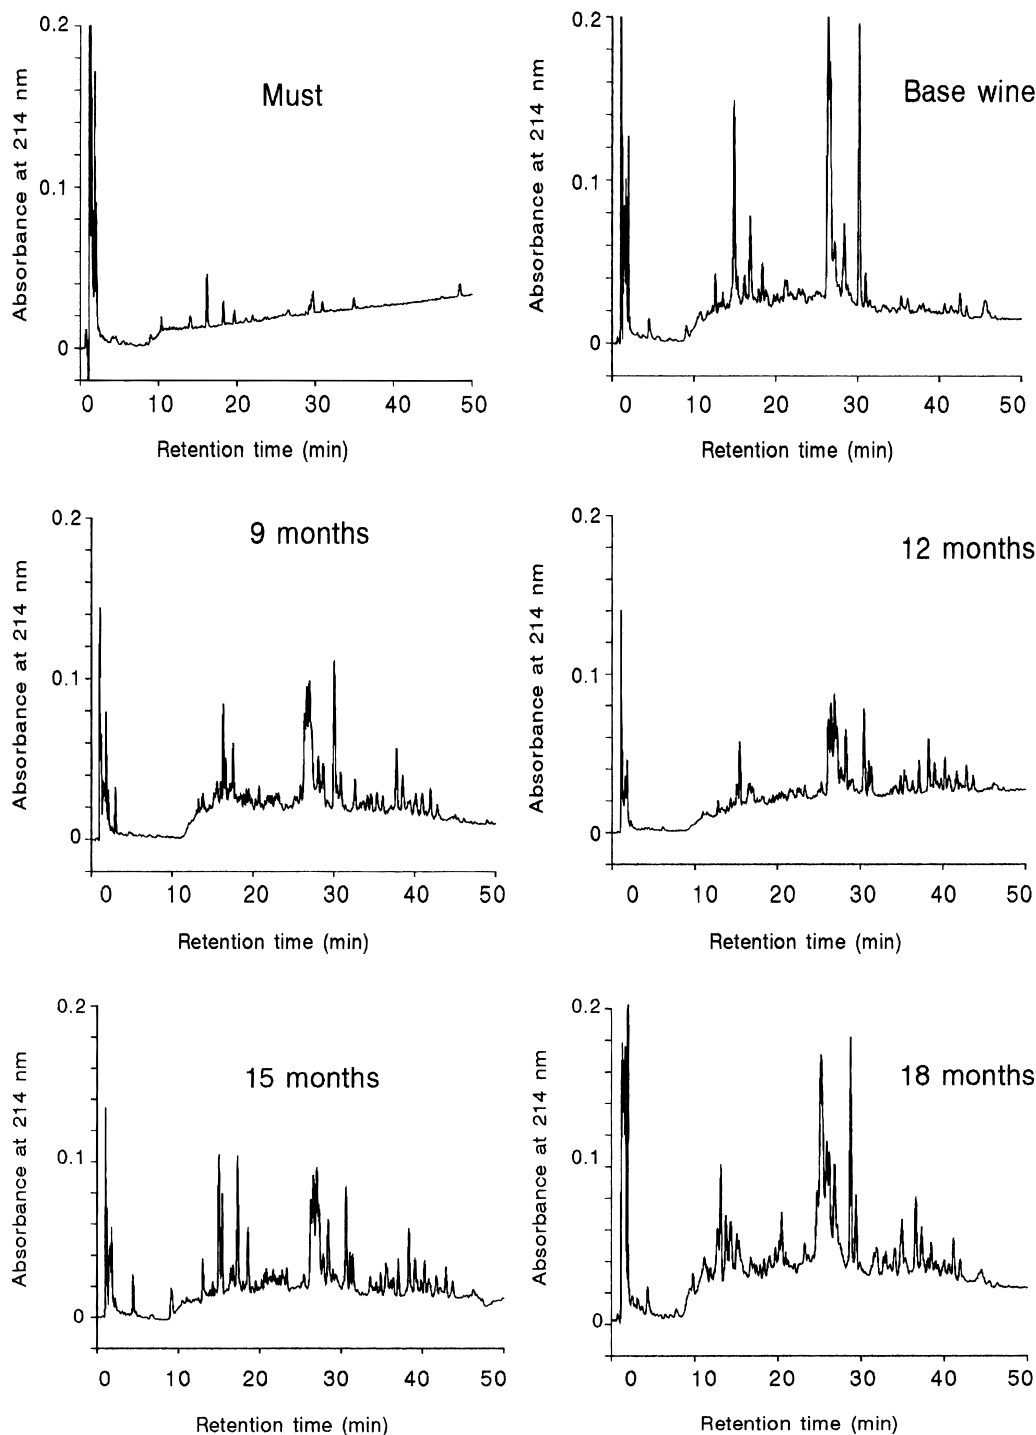 0.2
Must
Absorbance at 214 nm
0.1
0
0 10 20 30 40 50
Retention time (min)
0.2
Base wine
Absorbance at 214 nm
0.1
0
0 10 20 30 40 50
Retention time (min)
0.2
9 months
Absorbance at 214 nm
0.1
0
0 10 20 30 40 50
Retention time (min)
0.2
12 months
Absorbance at 214 nm
0.1
0
0 10 20 30 40 50
Retention time (min)
0.2
15 months
Absorbance at 214 nm
0.1
0
0 10 20 30 40 50
Retention time (min)
0.2
18 months
Absorbance at 214 nm
0.1
0
0 10 20 30 40 50
Retention time (min)